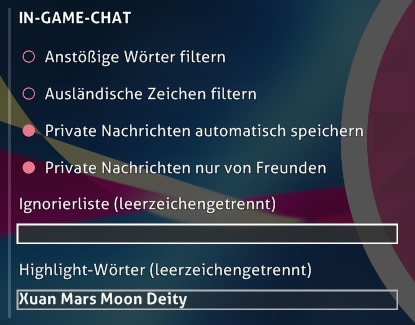 IN-GAME-CHAT
Anstößige Wörter filtern
Ausländische Zeichen filtern
Private Nachrichten automatisch speichern
Private Nachrichten nur von Freunden
Ignorierliste (leerzeichengetrennt)
Highlight-Wörter (leerzeichengetrennt)
Xuan Mars Moon Deity